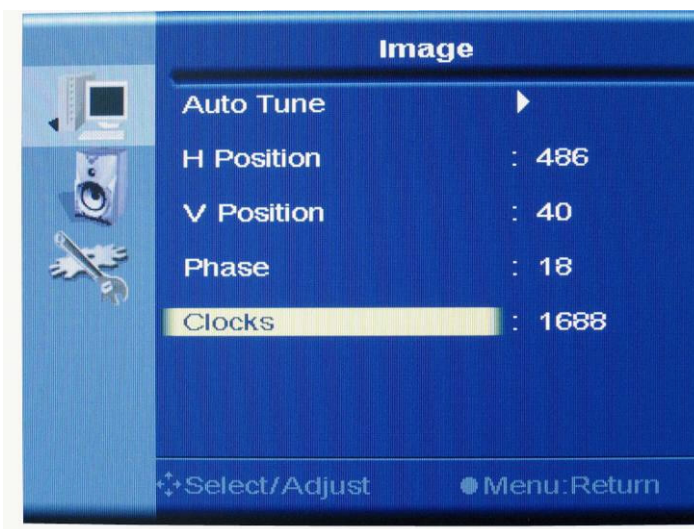 Image
Auto Tune
H Position : 486
V Position : 40
Phase : 18
Clocks : 1688
Select/Adjust Menu:Return